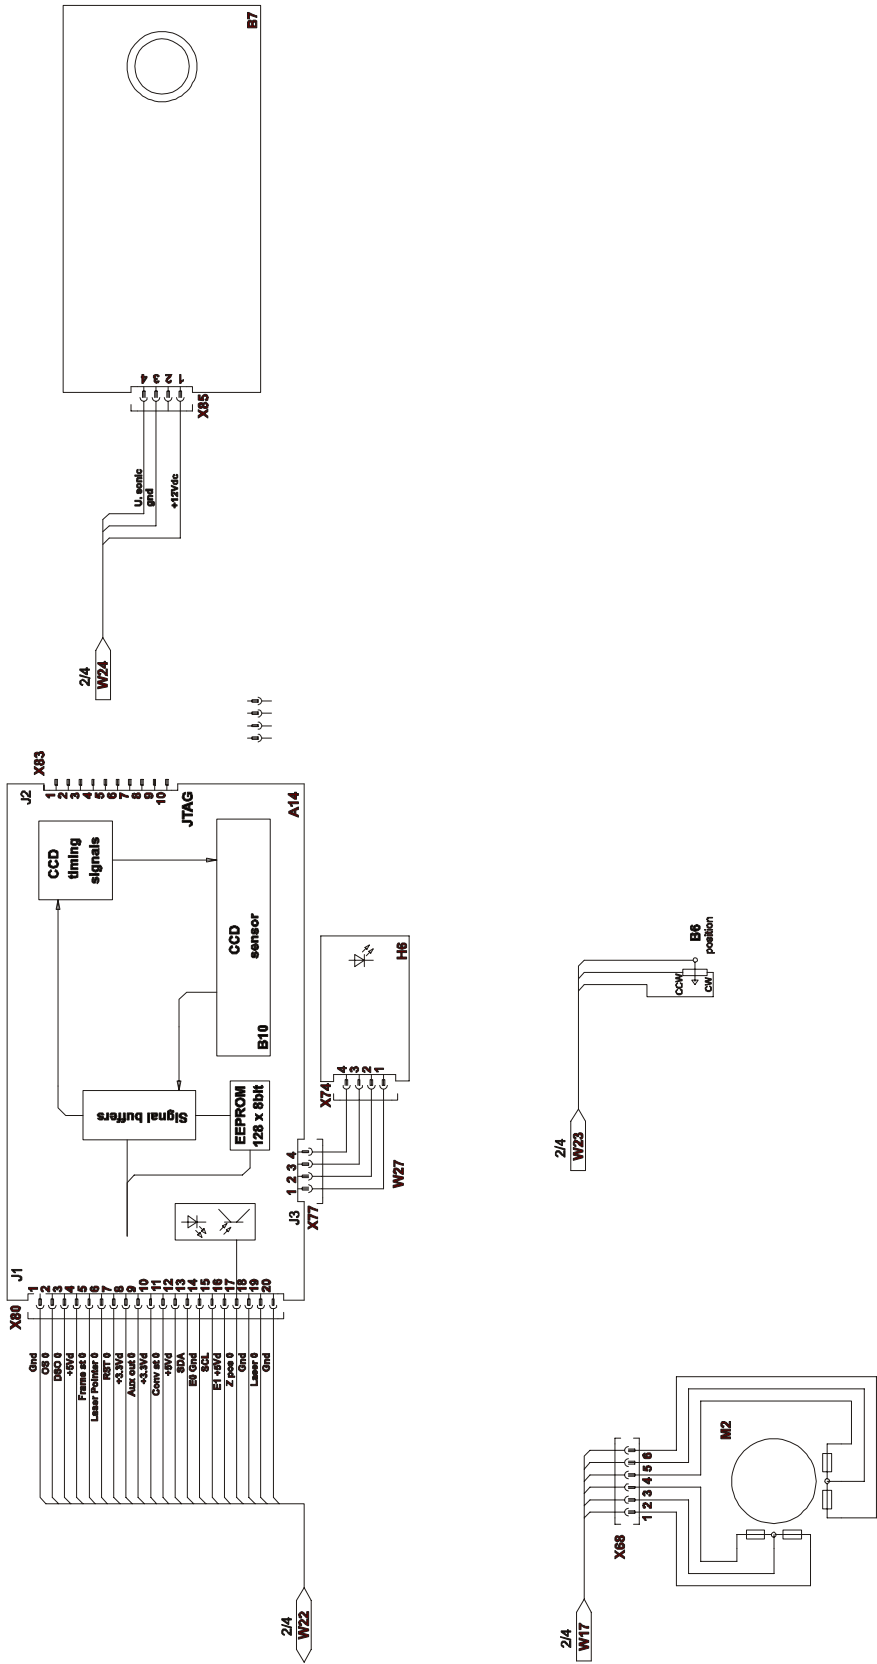 B7
4
3
2
1
X85
U. sonic
gnd
+12Vdc
2/4
W24
X83
J2
1
2
3
4
5
6
7
8
9
10
JTAG
A14
CCD
timing
signals
CCD
sensor
B10
Signal buffers
EEPROM
128 x 8bit
H6
X74
4
3
2
1
W27
1 2 3 4
J3
X77
J1
X80
1
2
3
4
5
6
7
8
9
10
11
12
13
14
15
16
17
18
19
20
Gnd
OS 0
DSO 0
+5Vd
Frame st 0
Laser Pointer 0
RST 0
+3.3Vd
Aux out 0
+3.3Vd
Conv st 0
+5Vd
SDA
E0 Gnd
SCL
E1 +5Vd
Z pos 0
Gnd
Laser 0
Gnd
2/4
W22
B6
position
CCW
CW
2/4
W23
M2
X68
1 2 3 4 5 6
2/4
W17